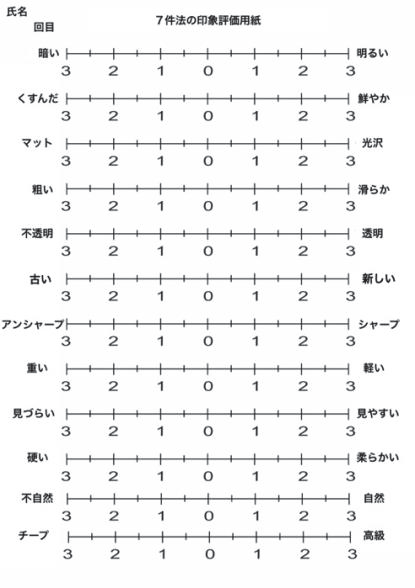 氏名
回目
７件法の印象評価用紙
暗い 明るい
3 2 1 0 1 2 3
くすんだ 鮮やか
3 2 1 0 1 2 3
マット 光沢
3 2 1 0 1 2 3
粗い 滑らか
3 2 1 0 1 2 3
不透明 透明
3 2 1 0 1 2 3
古い 新しい
3 2 1 0 1 2 3
アンシャープ シャープ
3 2 1 0 1 2 3
重い 軽い
3 2 1 0 1 2 3
見づらい 見やすい
3 2 1 0 1 2 3
硬い 柔らかい
3 2 1 0 1 2 3
不自然 自然
3 2 1 0 1 2 3
チープ 高級
3 2 1 0 1 2 3